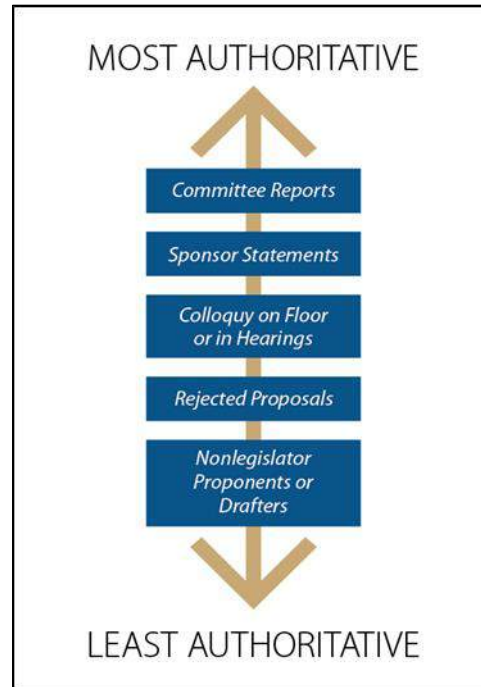 MOST AUTHORITATIVE
Committee Reports
Sponsor Statements
Colloquy on Floor
or in Hearings
Rejected Proposals
Nonlegislator
Proponents or
Drafters
LEAST AUTHORITATIVE